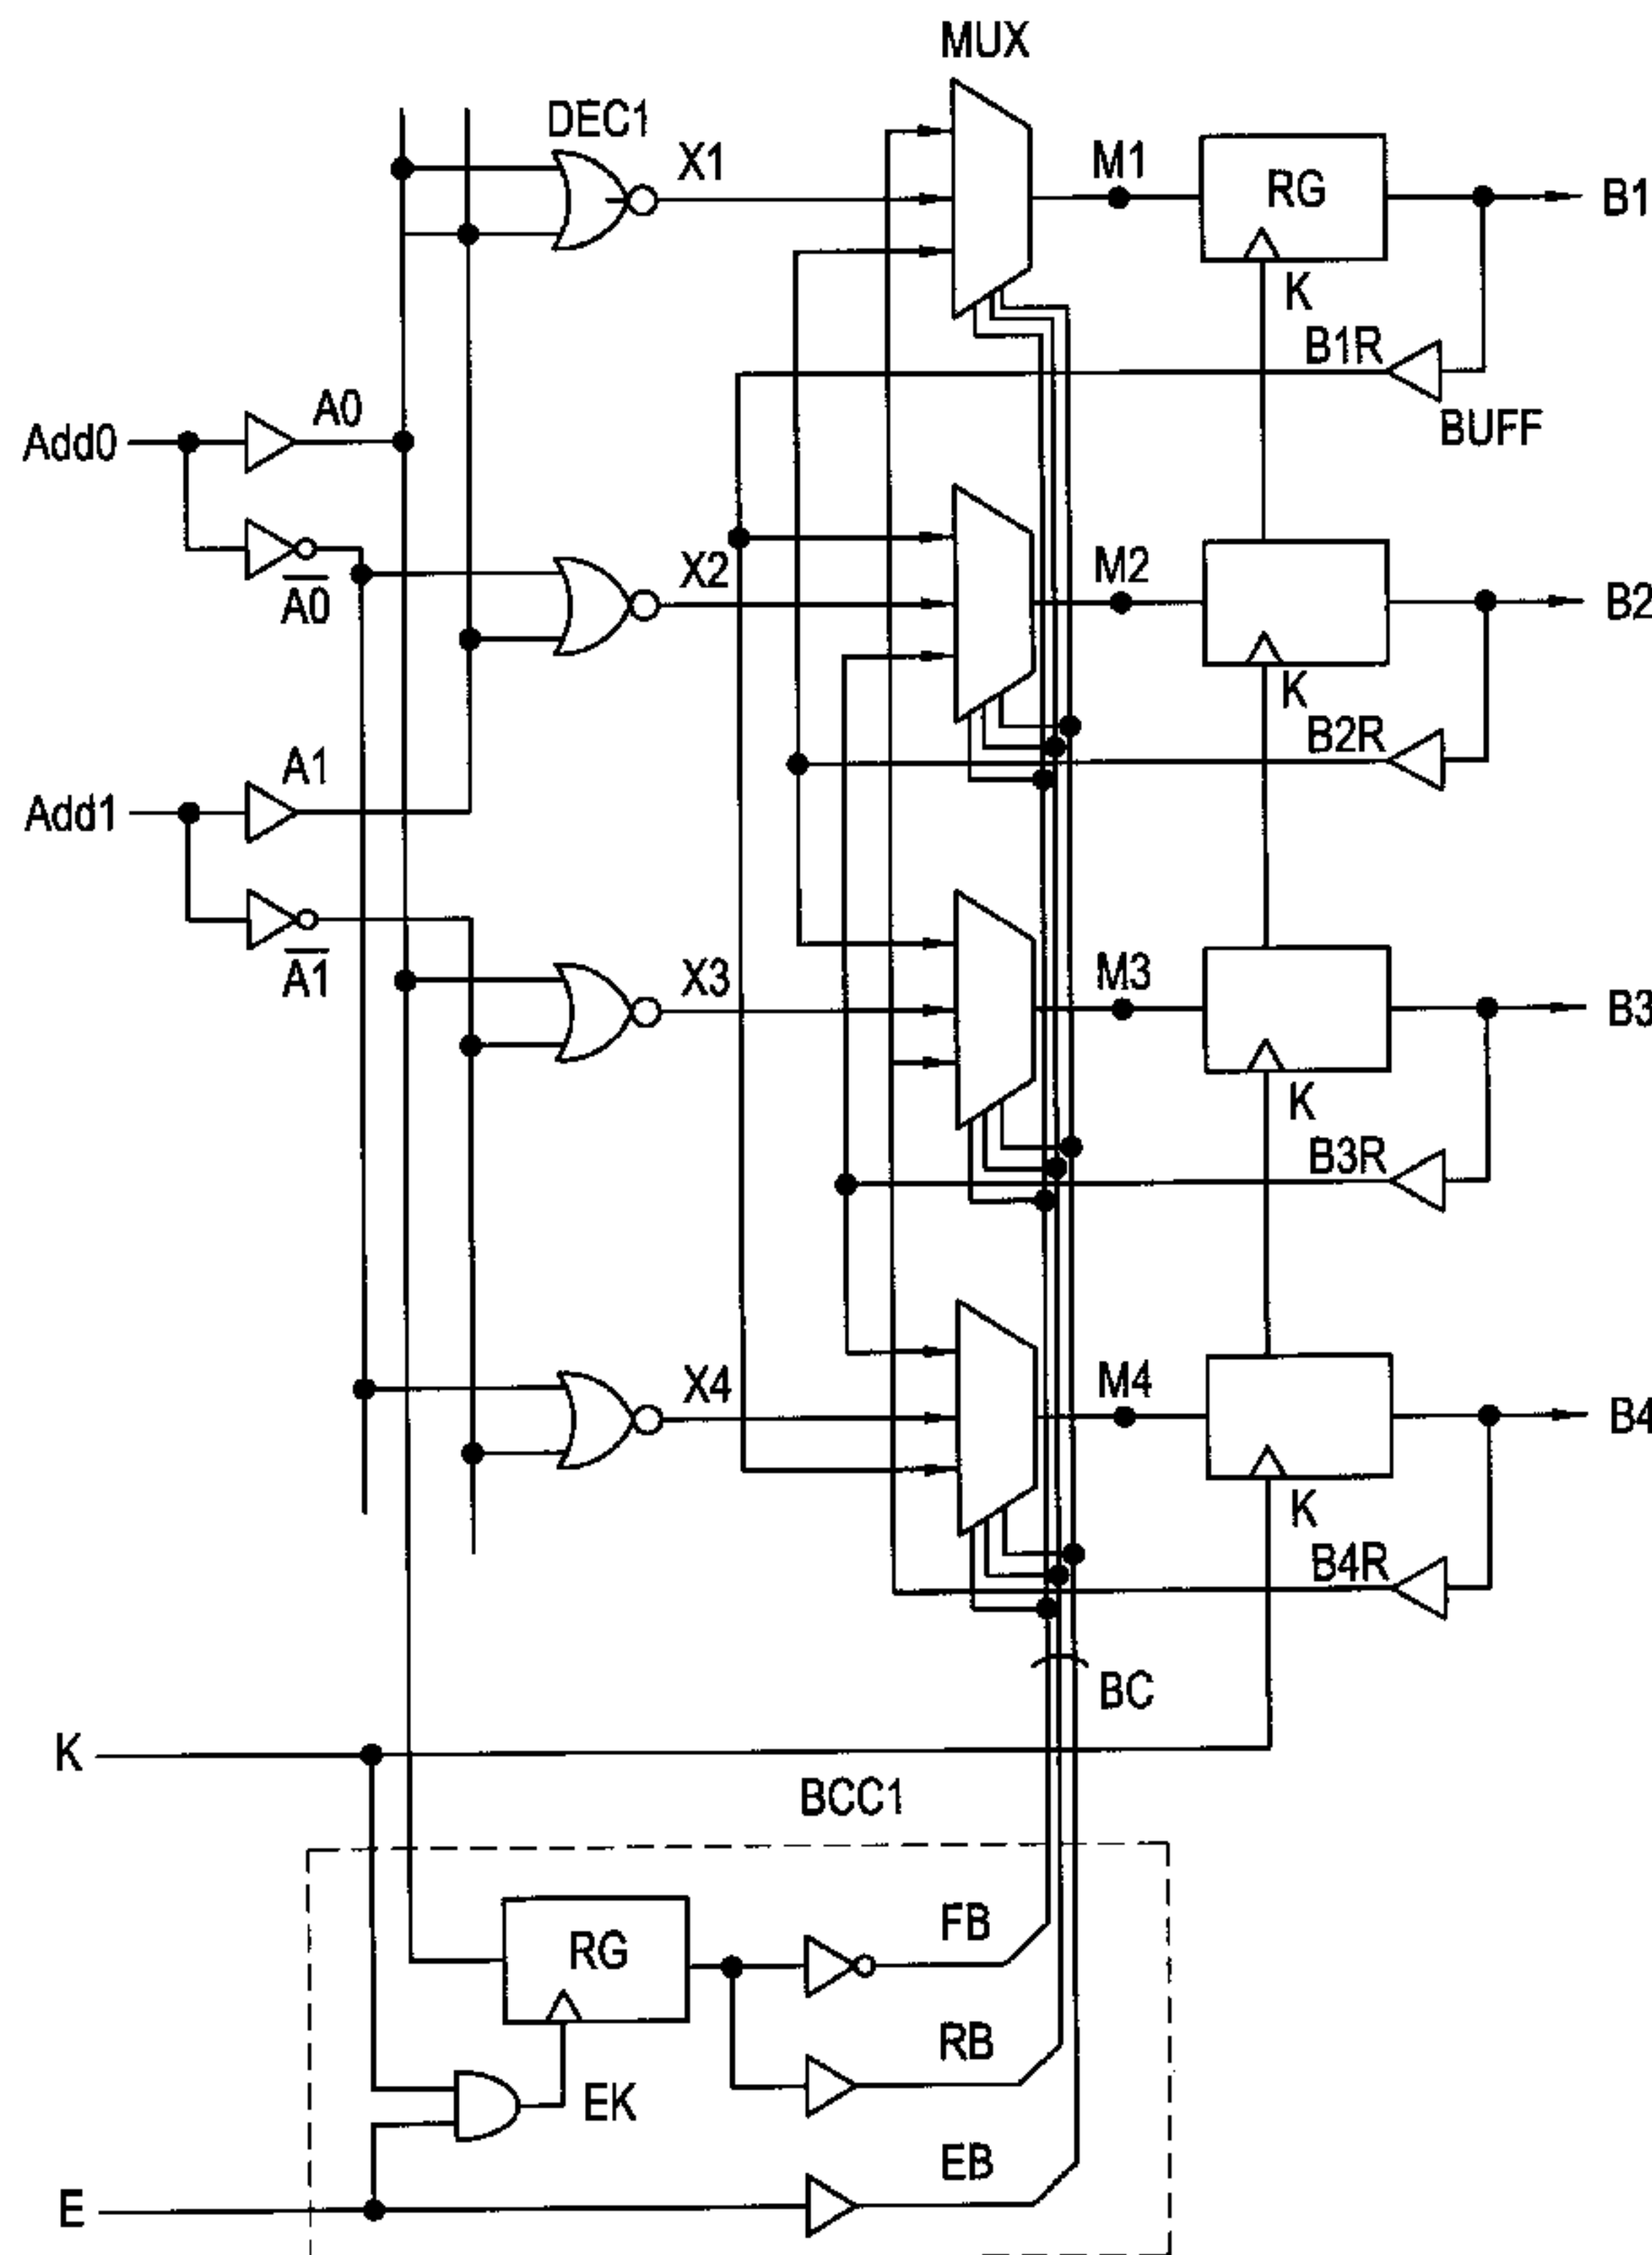 MUX
DEC1
X1
M1
RG
B1
K
B1R
BUFF
Add0
A0
A0
X2
M2
B2
K
B2R
Add1
A1
A1
X3
M3
B3
K
B3R
X4
M4
B4
K
B4R
BC
K
BCC1
RG
FB
RB
EK
EB
E